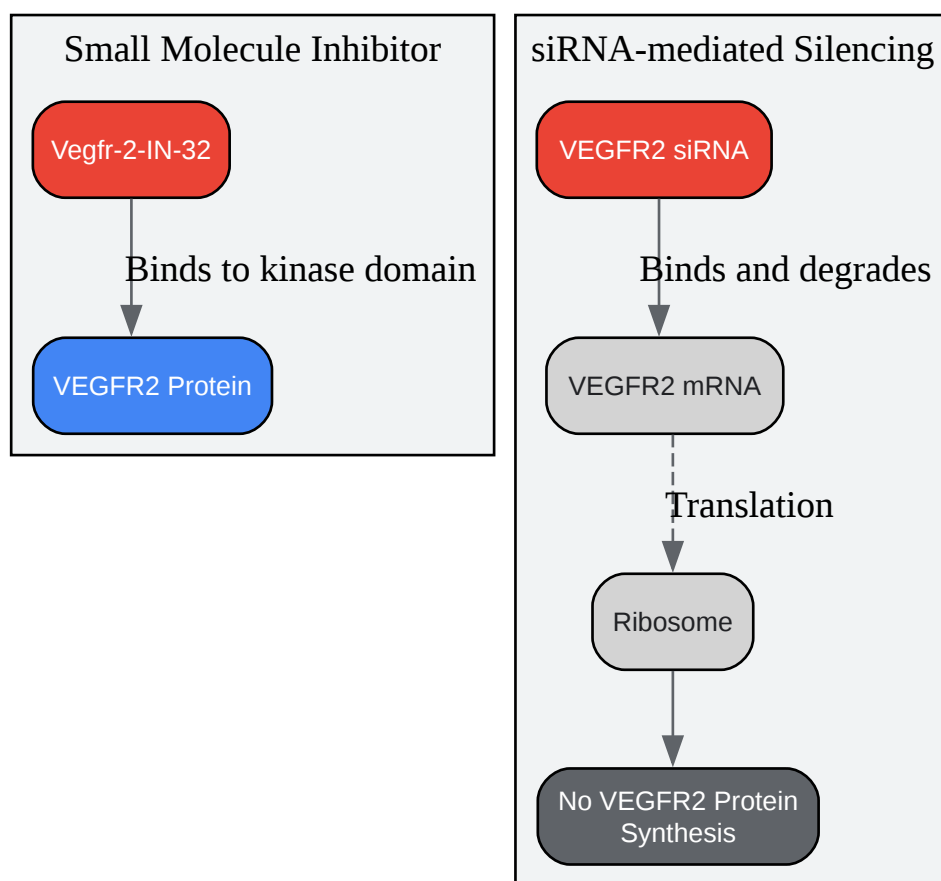 Small Molecule Inhibitor
Vegfr-2-IN-32
Binds to kinase domain
VEGFR2 Protein
siRNA-mediated Silencing
VEGFR2 siRNA
Binds and degrades
VEGFR2 mRNA
Translation
Ribosome
No VEGFR2 Protein
Synthesis